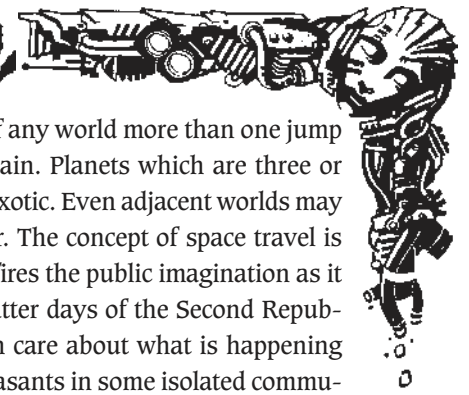 f any world more than one jump
ain. Planets which are three or
xotic. Even adjacent worlds may
r. The concept of space travel is
fires the public imagination as it
tter days of the Second Repub-
n care about what is happening
asants in some isolated commu-